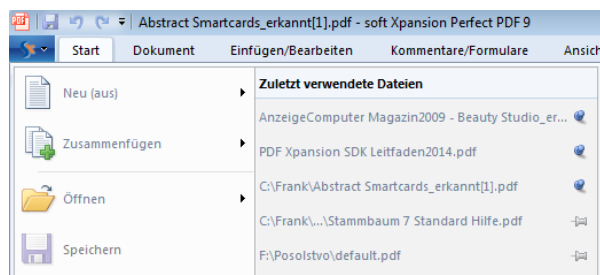 PDF Abstract Smartcards_erkannt[1].pdf - soft Xpansion Perfect PDF 9
Start Dokument Einfügen/Bearbeiten Kommentare/Formulare Ansich
Zuletzt verwendete Dateien
Neu (aus)
Zusammenfügen
Öffnen
Speichern
AnzeigeComputer Magazin2009 - Beauty Studio_er...
PDF Xpansion SDK Leitfaden2014.pdf
C:\Frank\Abstract Smartcards_erkannt[1].pdf
C:\Frank\...\Stammbaum 7 Standard Hilfe.pdf
F:\Posolstvo\default.pdf